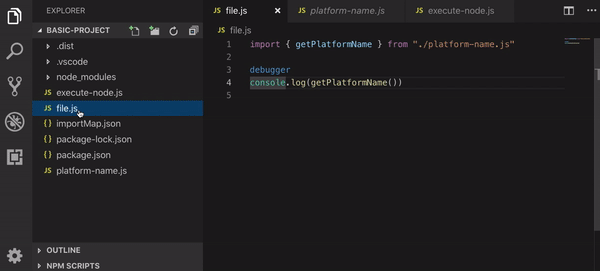 EXPLORER
BASIC-PROJECT
.dist
.vscode
node_modules
JS execute-node.js
JS file.js
{ } importMap.json
{ } package-lock.json
{ } package.json
JS platform-name.js
OUTLINE
NPM SCRIPTS
JS file.js
JS platform-name.js
JS execute-node.js
JS file.js
1 import { getPlatformName } from "./platform-name.js"
2
3 debugger
4 console.log(getPlatformName())
5